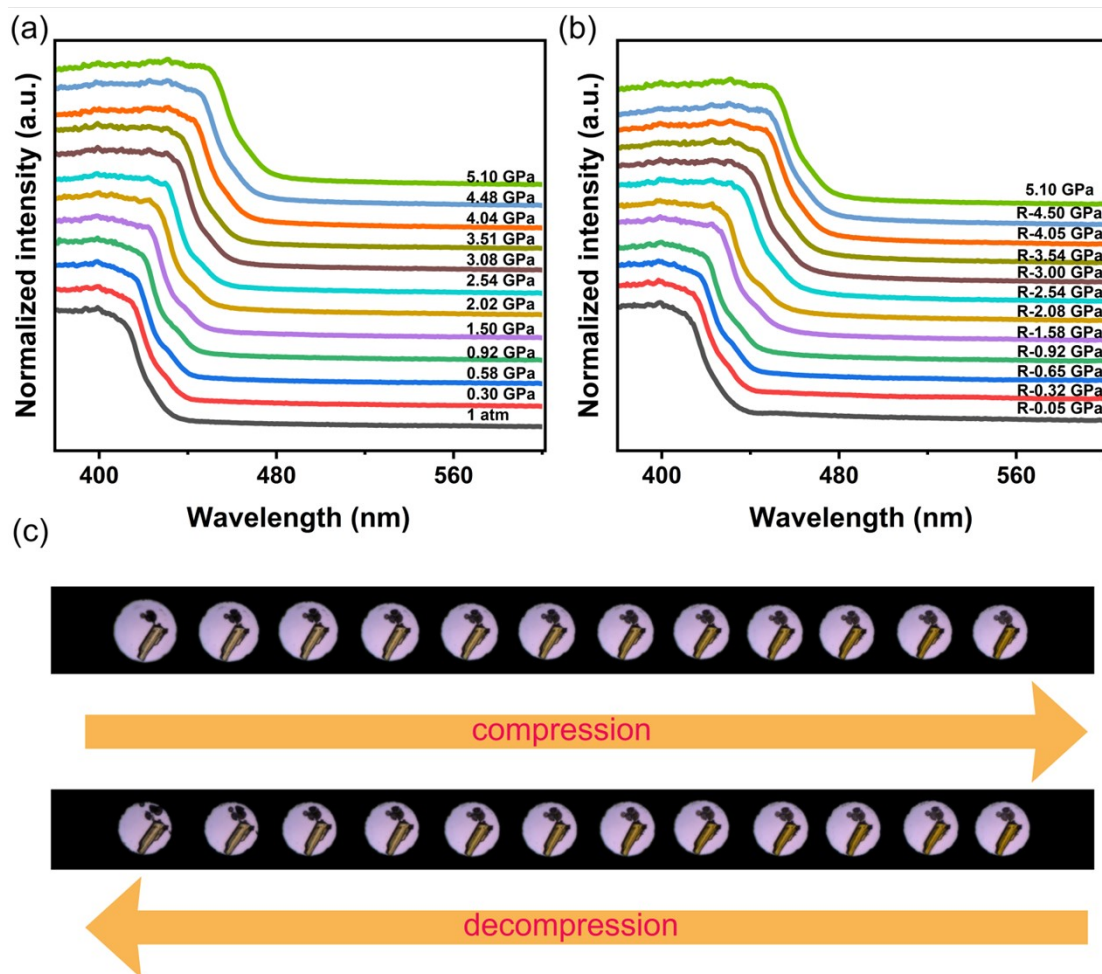 (a)
Normalized intensity (a.u.)
5.10 GPa
4.48 GPa
4.04 GPa
3.51 GPa
3.08 GPa
2.54 GPa
2.02 GPa
1.50 GPa
0.92 GPa
0.58 GPa
0.30 GPa
1 atm
400
480
560
Wavelength (nm)
(b)
Normalized intensity (a.u.)
5.10 GPa
R-4.50 GPa
R-4.05 GPa
R-3.54 GPa
R-3.00 GPa
R-2.54 GPa
R-2.08 GPa
R-1.58 GPa
R-0.92 GPa
R-0.65 GPa
R-0.32 GPa
R-0.05 GPa
400
480
560
Wavelength (nm)
(c)
compression
decompression